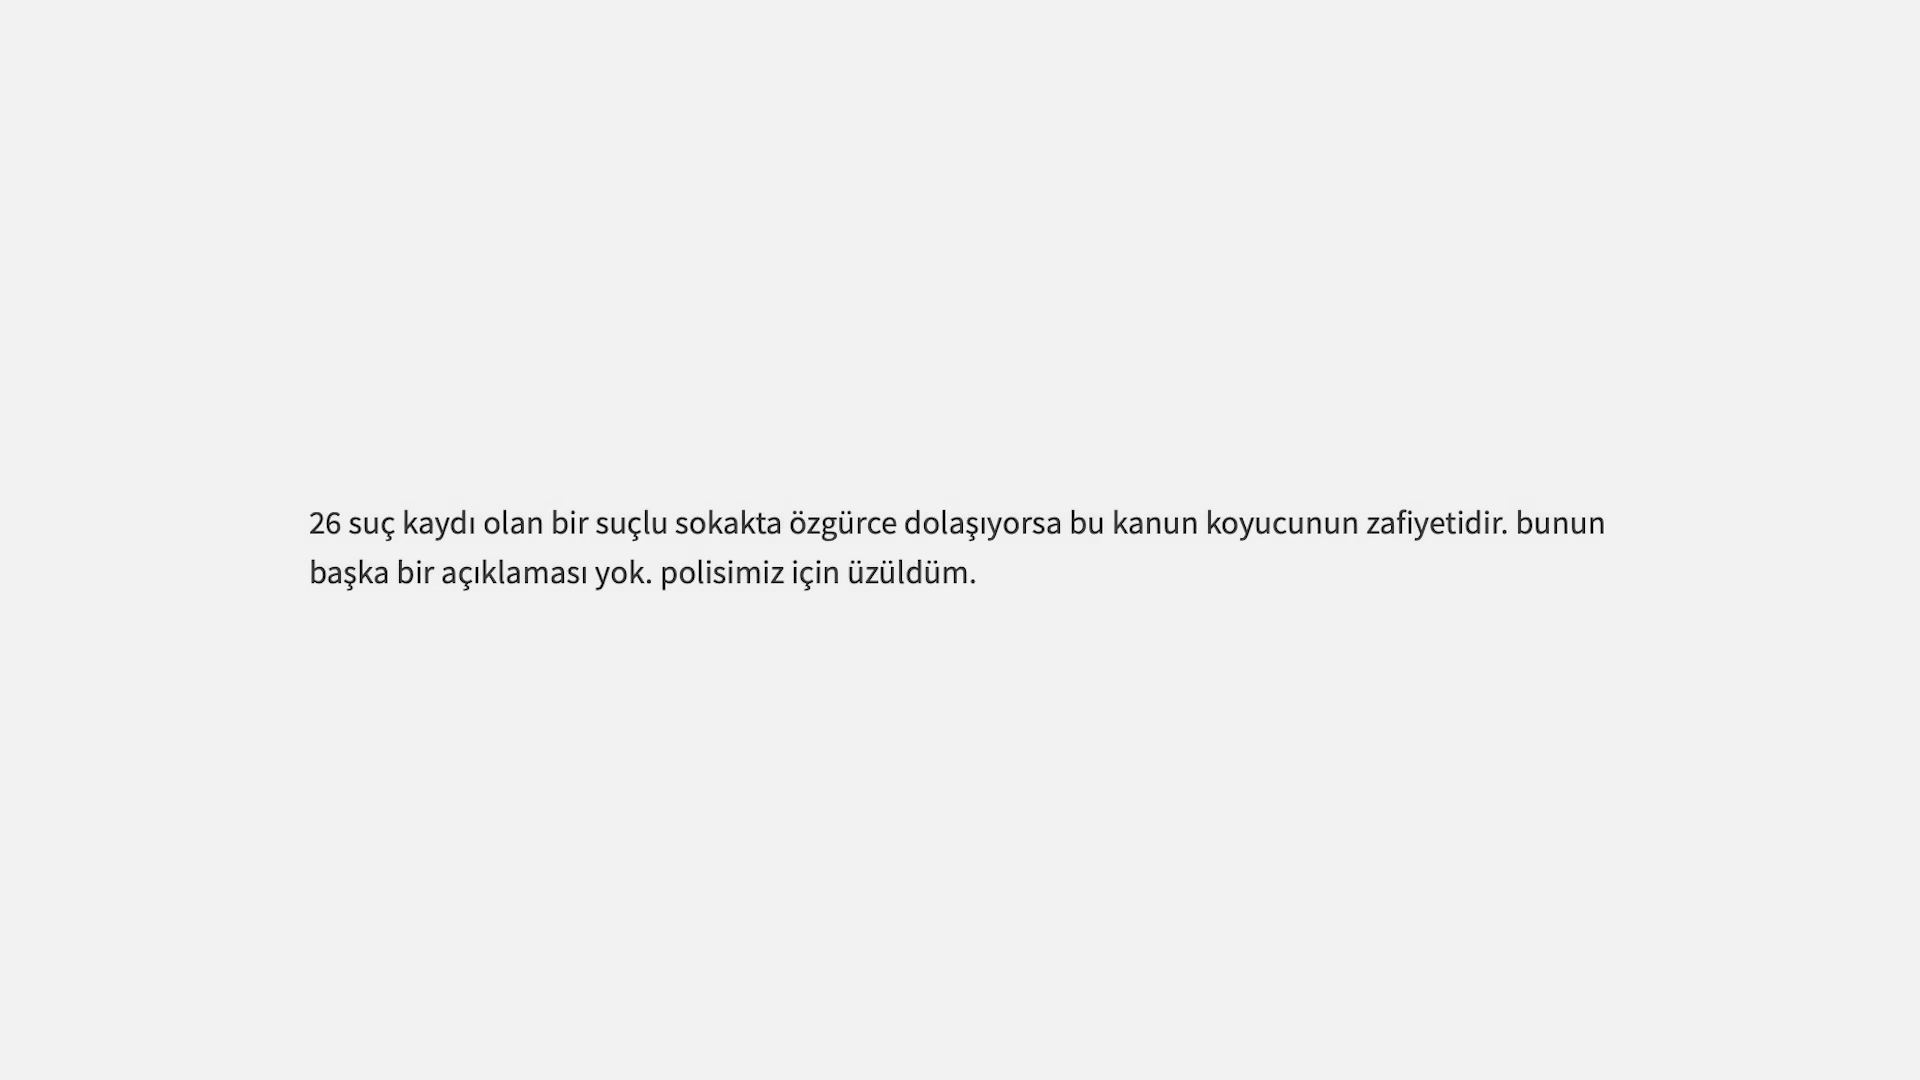 26 suç kaydı olan bir suçlu sokakta özgürce dolaşıyorsa bu kanun koyucunun zafiyetidir. bunun
başka bir açıklaması yok. polisimiz için üzüldüm.